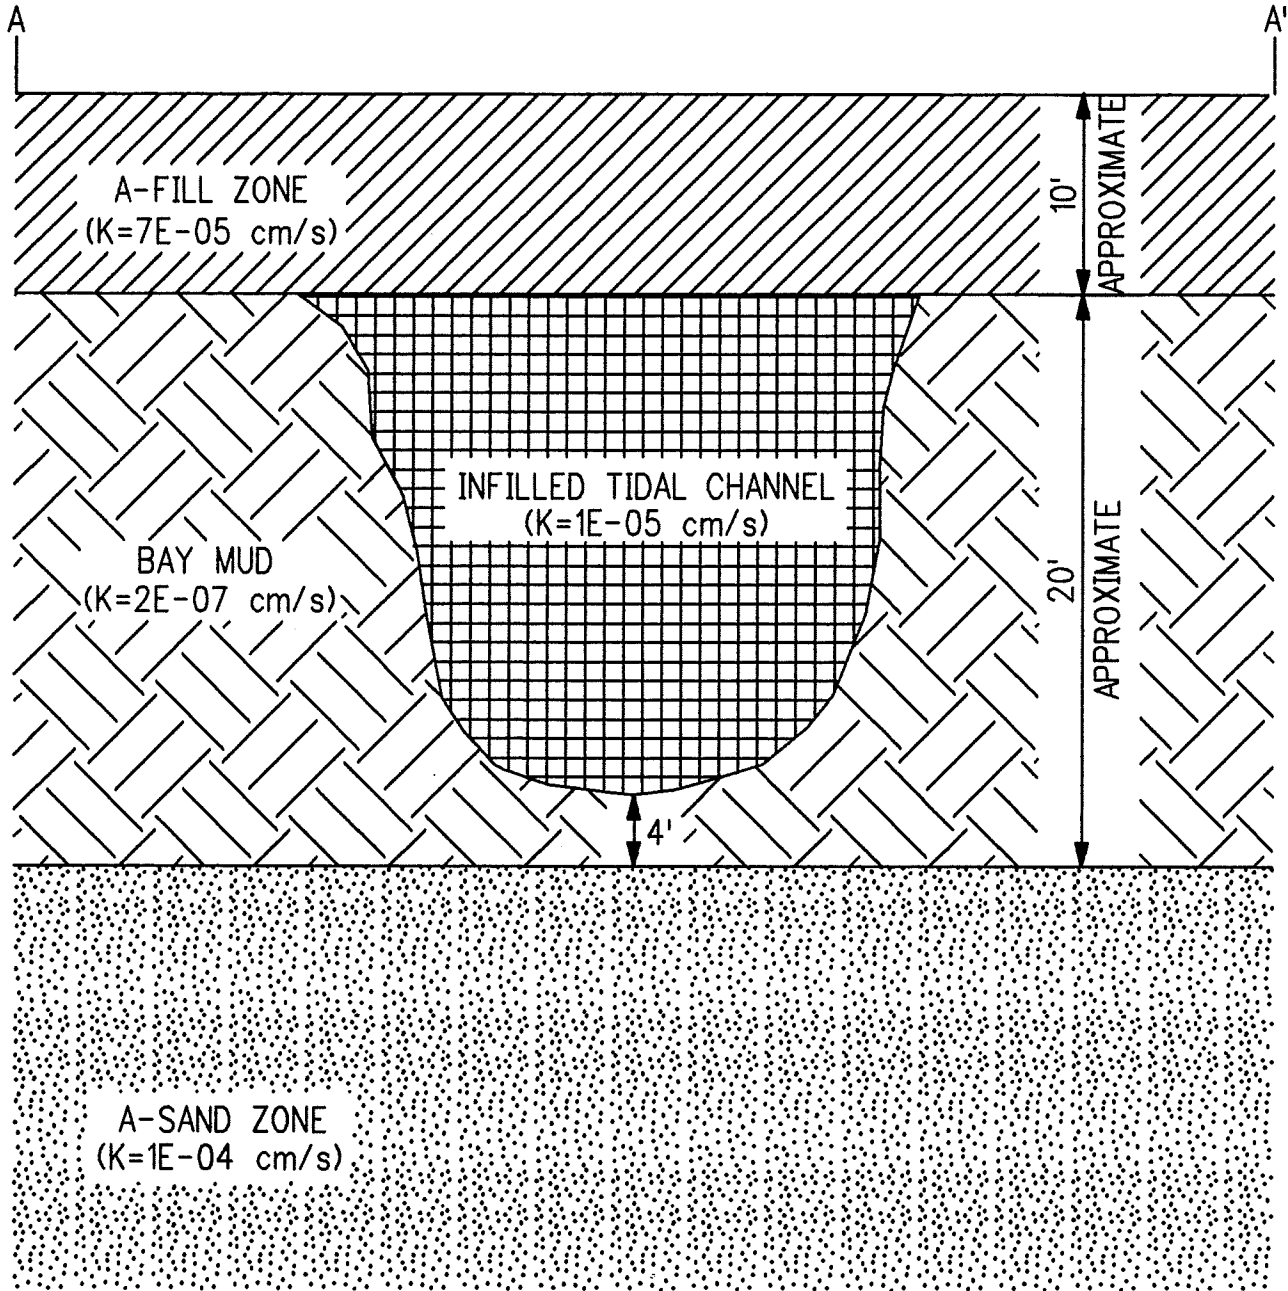 A
A'
A-FILL ZONE
(K=7E-05 cm/s)
10'
APPROXIMATE
INFILLED TIDAL CHANNEL
(K=1E-05 cm/s)
BAY MUD
(K=2E-07 cm/s)
20'
APPROXIMATE
4'
A-SAND ZONE
(K=1E-04 cm/s)